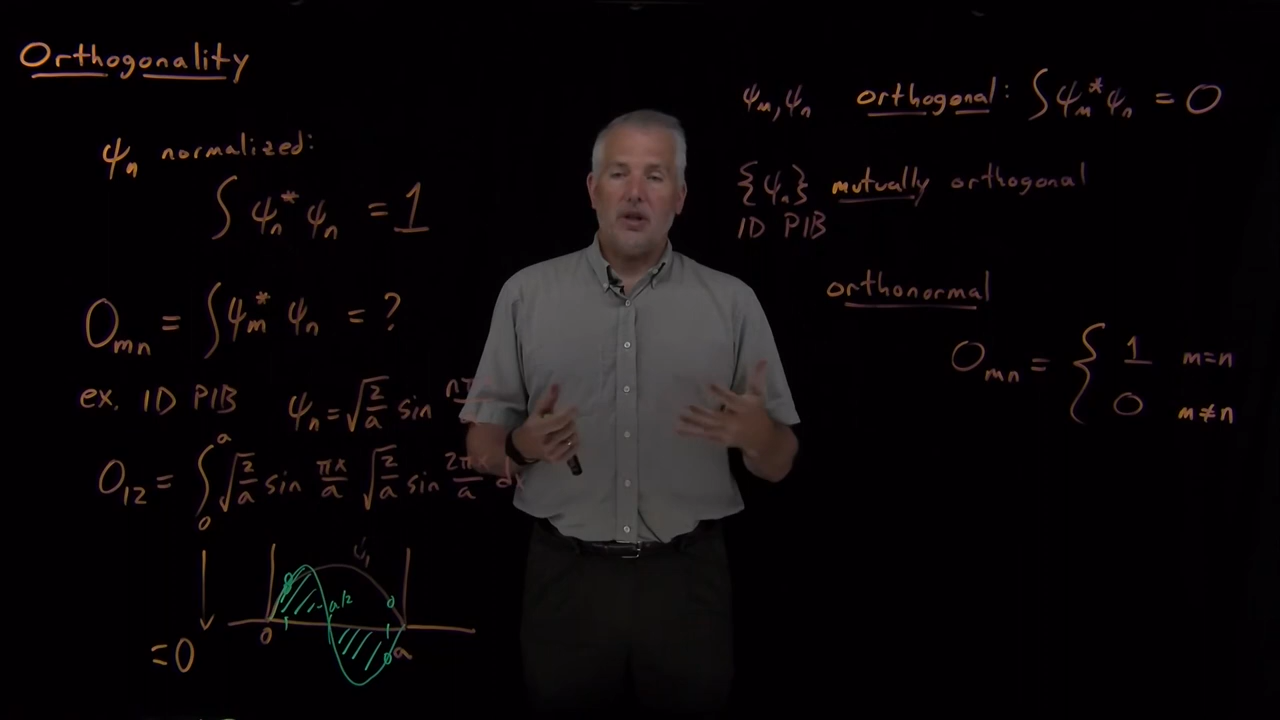 Orthogonality
ψn normalized:
∫ ψn* ψn = 1
Omn = ∫ ψm* ψn = ?
ex. 1D PIB ψn = √(2/a) sin nπ
O12 = ∫0^a √(2/a) sin πx/a √(2/a) sin 2πx/a dx
ψ1
a/2
0 a
= 0
ψm, ψn orthogonal: ∫ ψm* ψn = 0
{ψn} mutually orthogonal
1D PIB
orthonormal
Omn = { 1 m=n
0 m≠n